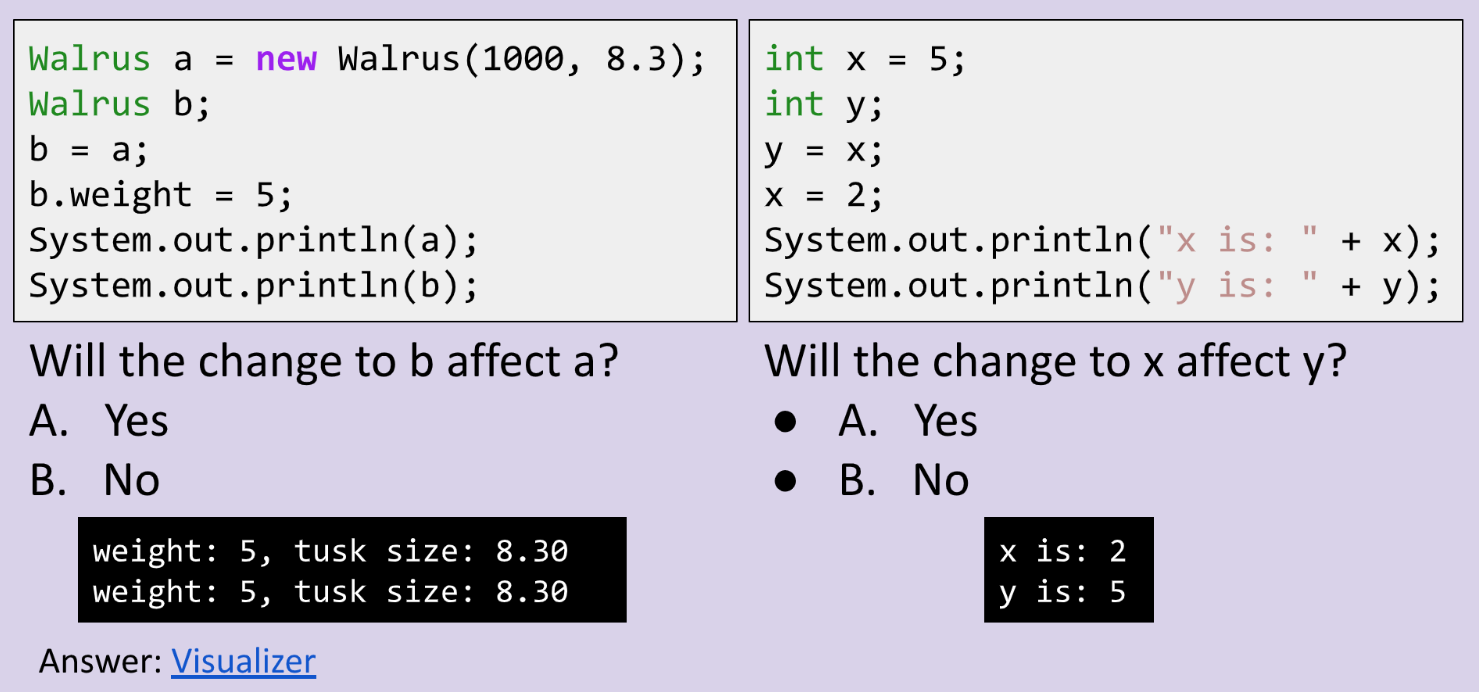 Walrus a = new Walrus(1000, 8.3);
Walrus b;
b = a;
b.weight = 5;
System.out.println(a);
System.out.println(b);
Will the change to b affect a?
A. Yes
B. No
weight: 5, tusk size: 8.30
weight: 5, tusk size: 8.30
Answer: Visualizer
int x = 5;
int y;
y = x;
x = 2;
System.out.println("x is: " + x);
System.out.println("y is: " + y);
Will the change to x affect y?
● A. Yes
● B. No
x is: 2
y is: 5